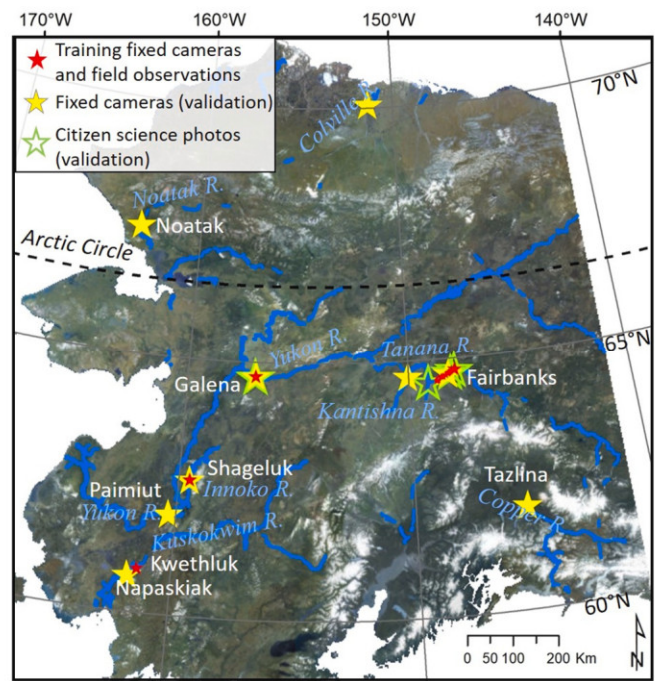 170°W 160°W 150°W 140°W
Training fixed cameras
and field observations
Fixed cameras (validation)
Citizen science photos
(validation)
70°N
Colville R.
Noatak R.
Noatak
Arctic Circle
65°N
Yukon R.
Tanana R.
Galena
Fairbanks
Kantishna R.
Shageluk
Tazlina
Paimiut
Innoko R.
Yukon R.
Copper R.
Kuskokwim R.
Kwethluk
Napaskiak
60°N
0 50 100 200 Km
N